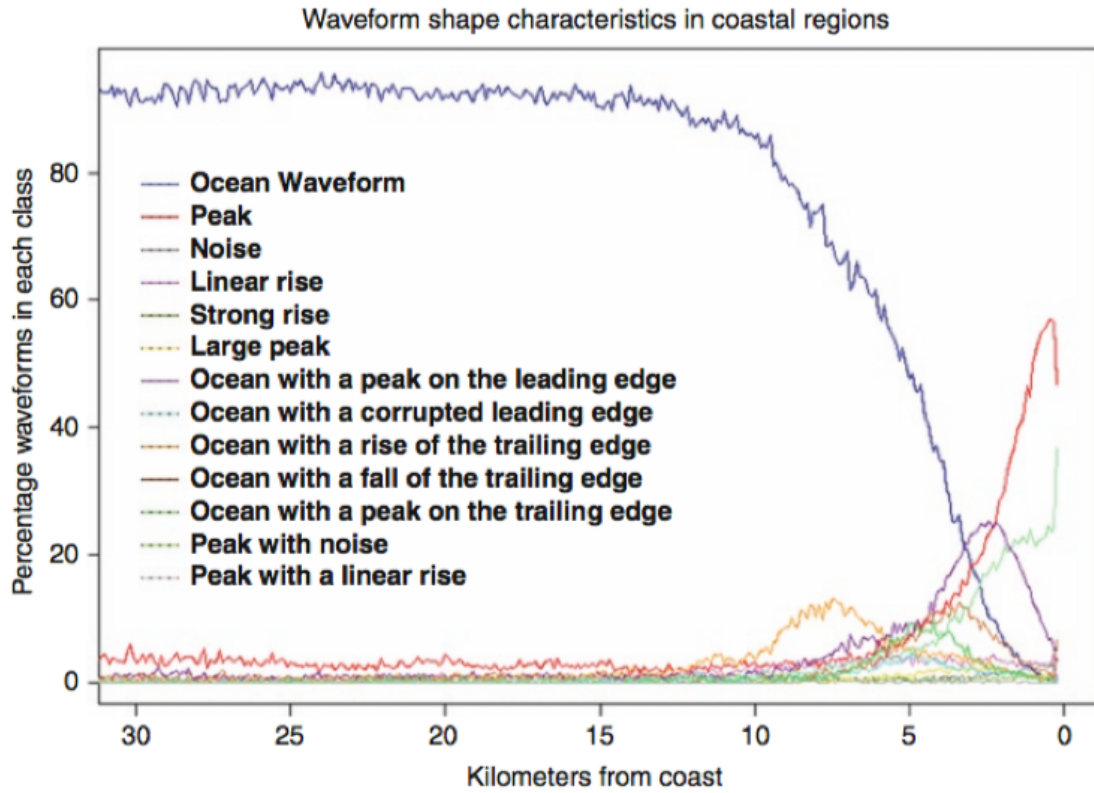 Waveform shape characteristics in coastal regions
Percentage waveforms in each class
80
60
40
20
0
Ocean Waveform
Peak
Noise
Linear rise
Strong rise
Large peak
Ocean with a peak on the leading edge
Ocean with a corrupted leading edge
Ocean with a rise of the trailing edge
Ocean with a fall of the trailing edge
Ocean with a peak on the trailing edge
Peak with noise
Peak with a linear rise
30 25 20 15 10 5 0
Kilometers from coast